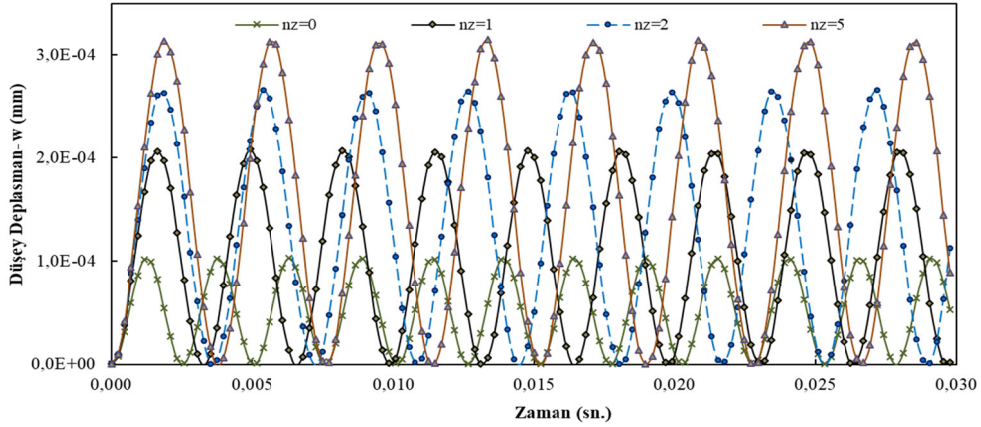 nz=0 nz=1 nz=2 nz=5
3,0E-04
2,0E-04
1,0E-04
0,0E+00
Düşey Deplasman- w (mm)
0,000 0,005 0,010 0,015 0,020 0,025 0,030
Zaman (sn.)